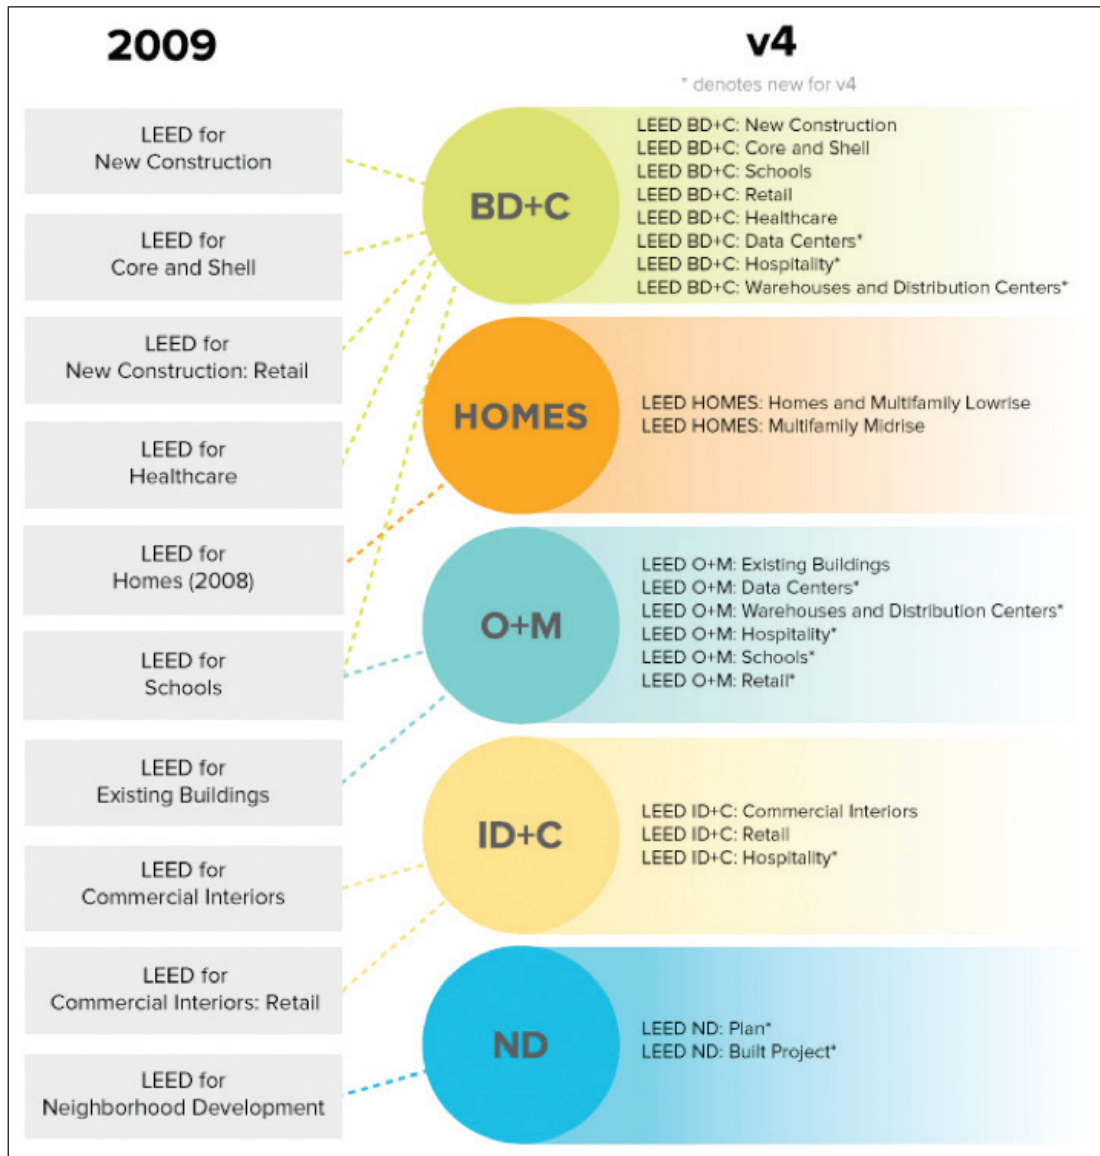 2009
v4
* denotes new for v4
LEED for
New Construction
LEED for
Core and Shell
LEED for
New Construction: Retail
LEED for
Healthcare
LEED for
Homes (2008)
LEED for
Schools
LEED for
Existing Buildings
LEED for
Commercial Interiors
LEED for
Commercial Interiors: Retail
LEED for
Neighborhood Development
BD+C
LEED BD+C: New Construction
LEED BD+C: Core and Shell
LEED BD+C: Schools
LEED BD+C: Retail
LEED BD+C: Healthcare
LEED BD+C: Data Centers*
LEED BD+C: Hospitality*
LEED BD+C: Warehouses and Distribution Centers*
HOMES
LEED HOMES: Homes and Multifamily Lowrise
LEED HOMES: Multifamily Midrise
O+M
LEED O+M: Existing Buildings
LEED O+M: Data Centers*
LEED O+M: Warehouses and Distribution Centers*
LEED O+M: Hospitality*
LEED O+M: Schools*
LEED O+M: Retail*
ID+C
LEED ID+C: Commercial Interiors
LEED ID+C: Retail
LEED ID+C: Hospitality*
ND
LEED ND: Plan*
LEED ND: Built Project*